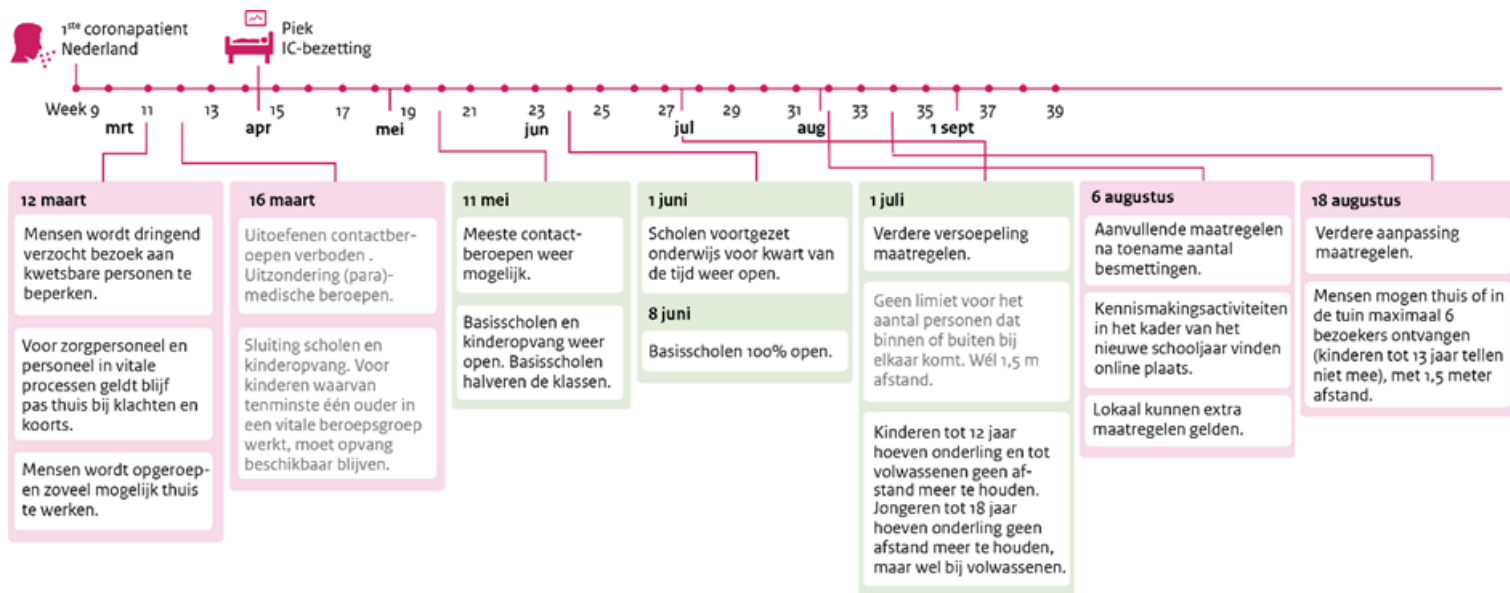 1ste coronapatient
Nederland
Piek
IC-bezetting
Week 9 11 13 15 17 19 21 23 25 27 29 31 33 35 37 39
mrt apr mei jun jul aug 1 sept
12 maart
Mensen wordt dringend
verzocht bezoek aan
kwetsbare personen te
beperken.
Voor zorgpersoneel en
personeel in vitale
processen geldt blijf
pas thuis bij klachten en
koorts.
Mensen wordt opgeroep-
en zoveel mogelijk thuis
te werken.
16 maart
Uitoefenen contactber-
oepen verboden .
Uitzondering (para)-
medische beroepen.
Sluiting scholen en
kinderopvang. Voor
kinderen waarvan
tenminste één ouder in
een vitale beroepsgroep
werkt, moet opvang
beschikbaar blijven.
11 mei
Meeste contact-
beroepen weer
mogelijk.
Basisscholen en
kinderopvang weer
open. Basisscholen
halveren de klassen.
1 juni
Scholen voortgezet
onderwijs voor kwart van
de tijd weer open.
8 juni
Basisscholen 100% open.
1 juli
Verdere versoepeling
maatregelen.
Geen limiet voor het
aantal personen dat
binnen of buiten bij
elkaar komt. Wél 1,5 m
afstand.
Kinderen tot 12 jaar
hoeven onderling en tot
volwassenen geen af-
stand meer te houden.
Jongeren tot 18 jaar
hoeven onderling geen
afstand meer te houden,
maar wel bij volwassenen.
6 augustus
Aanvullende maatregelen
na toename aantal
besmettingen.
Kennismakingsactiviteiten
in het kader van het
nieuwe schooljaar vinden
online plaats.
Lokaal kunnen extra
maatregelen gelden.
18 augustus
Verdere aanpassing
maatregelen.
Mensen mogen thuis of in
de tuin maximaal 6
bezoekers ontvangen
(kinderen tot 13 jaar tellen
niet mee), met 1,5 meter
afstand.